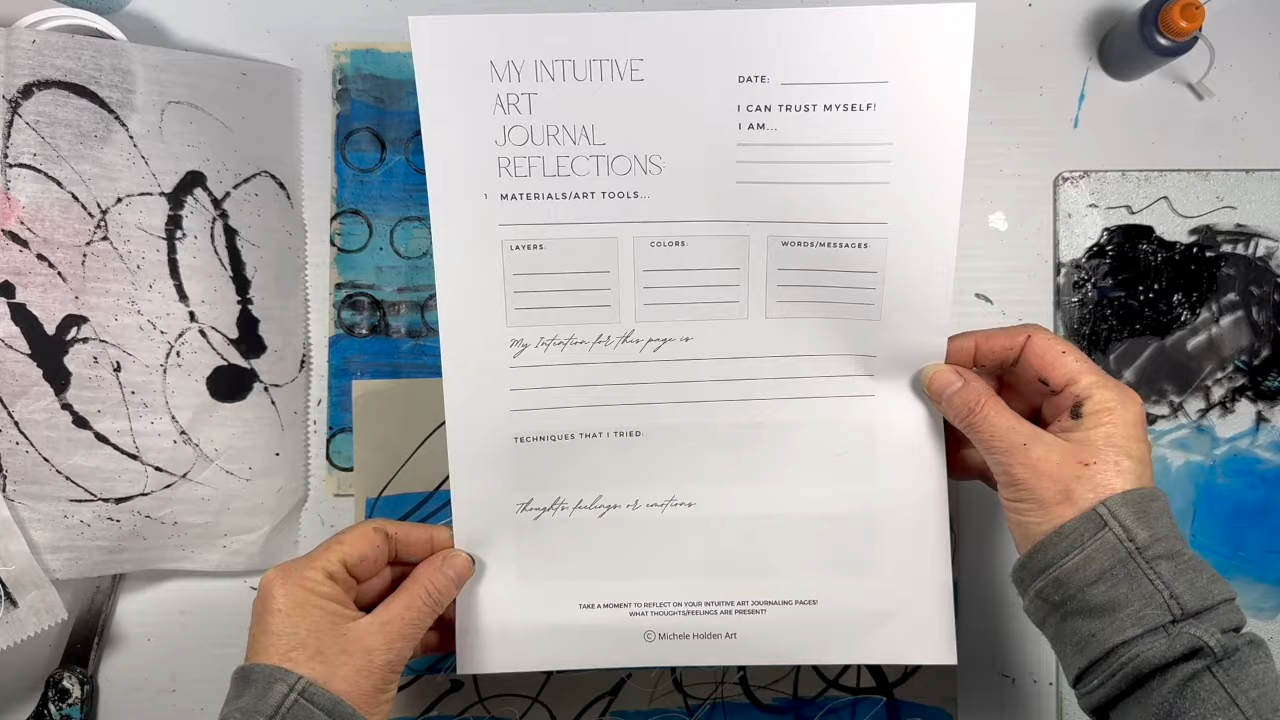 MY INTUITIVE
ART
JOURNAL
REFLECTIONS:
DATE:
I CAN TRUST MYSELF!
I AM...
1 MATERIALS/ART TOOLS...
LAYERS:
COLORS:
WORDS/MESSAGES:
My Intention for this page is
TECHNIQUES THAT I TRIED:
Thoughts, feelings, or emotions
TAKE A MOMENT TO REFLECT ON YOUR INTUITIVE ART JOURNALING PAGES!
WHAT THOUGHTS/FEELINGS ARE PRESENT?
© Michele Holden Art